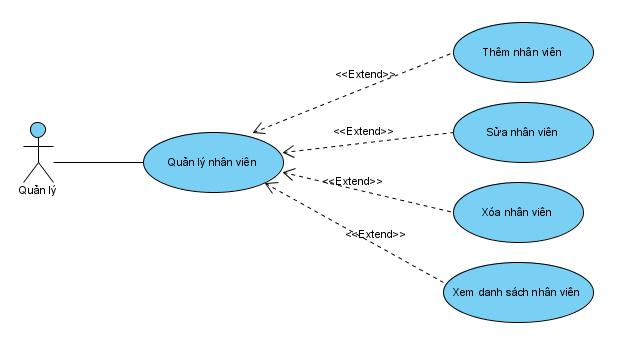 Thêm nhân viên
<<Extend>>
Sửa nhân viên
<<Extend>>
Quản lý nhân viên
<<Extend>>
Quản lý
Xóa nhân viên
<<Extend>>
Xem danh sách nhân viên